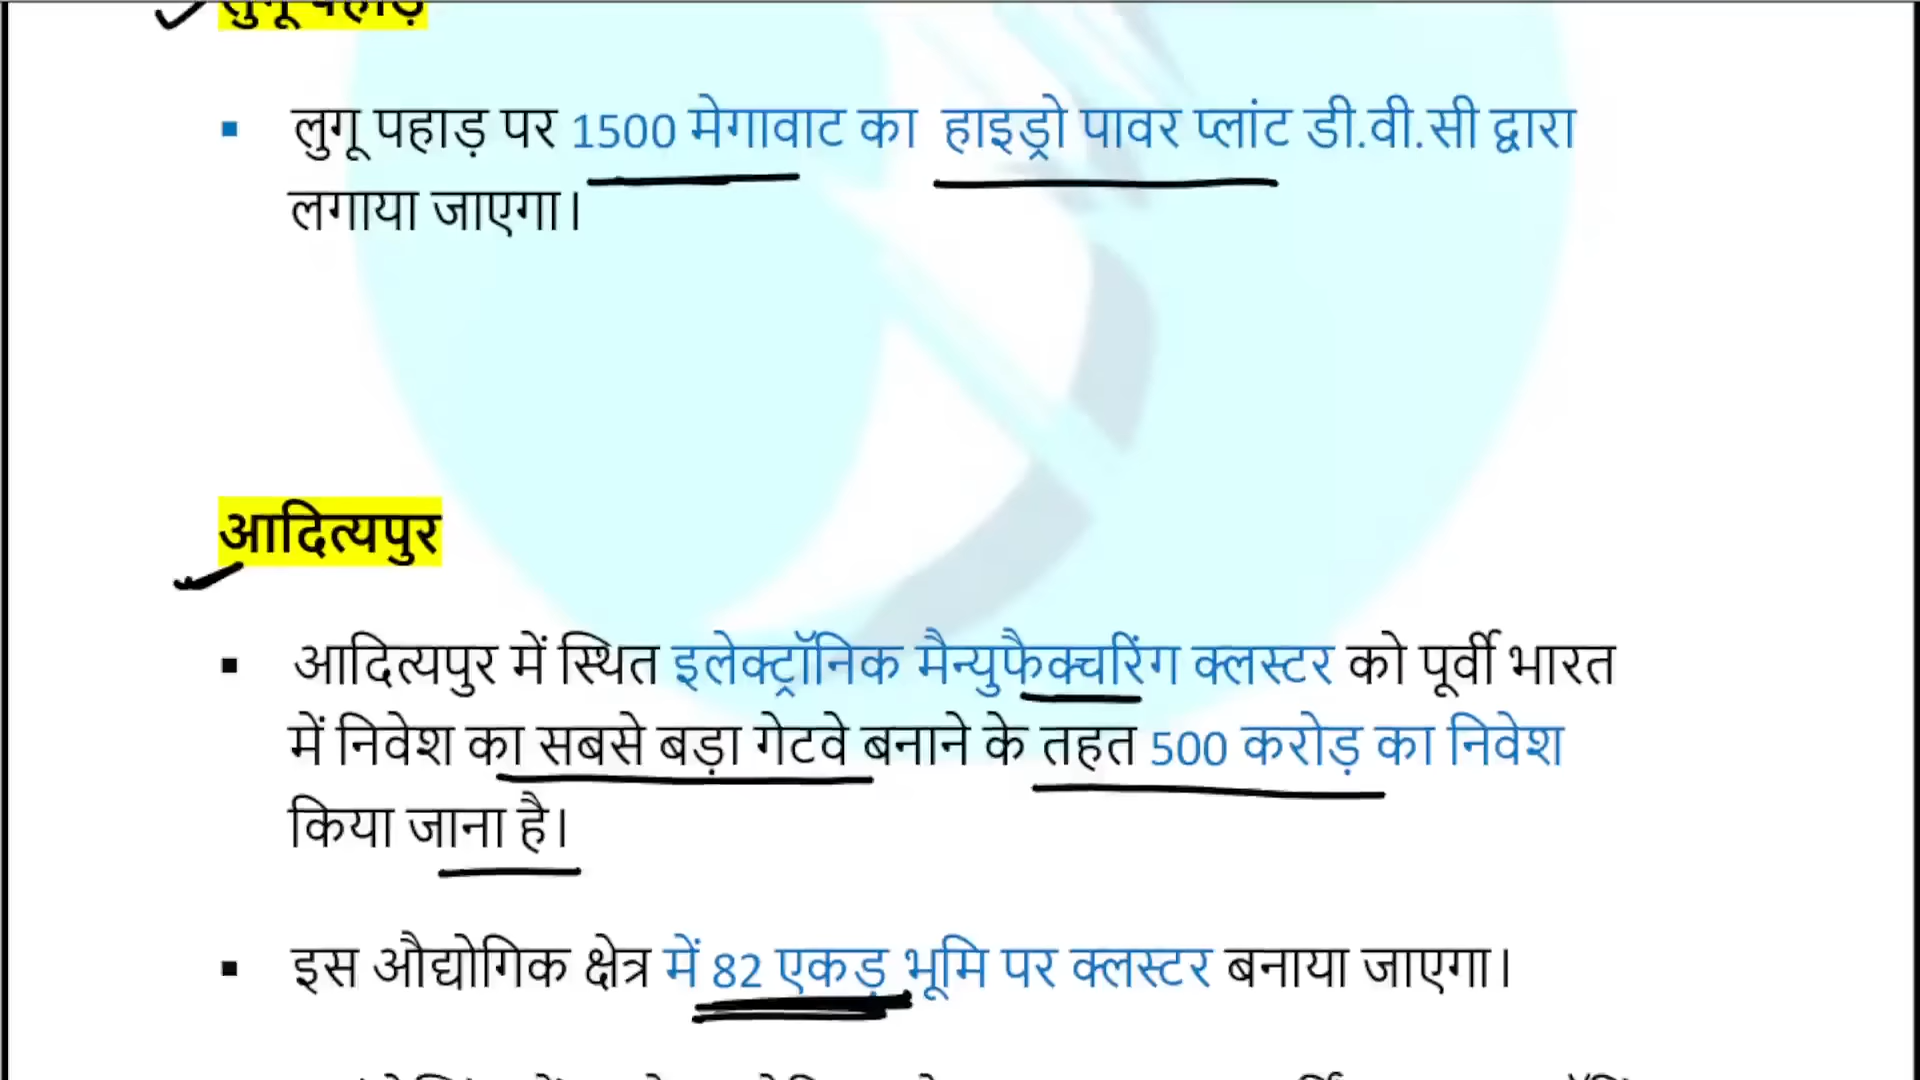 लुगू पहाड़
लुगू पहाड़ पर 1500 मेगावाट का हाइड्रो पावर प्लांट डी.वी.सी द्वारा
लगाया जाएगा।
आदित्यपुर
आदित्यपुर में स्थित इलेक्ट्रॉनिक मैन्युफैक्चरिंग क्लस्टर को पूर्वी भारत
में निवेश का सबसे बड़ा गेटवे बनाने के तहत 500 करोड़ का निवेश
किया जाना है।
इस औद्योगिक क्षेत्र में 82 एकड़ भूमि पर क्लस्टर बनाया जाएगा।